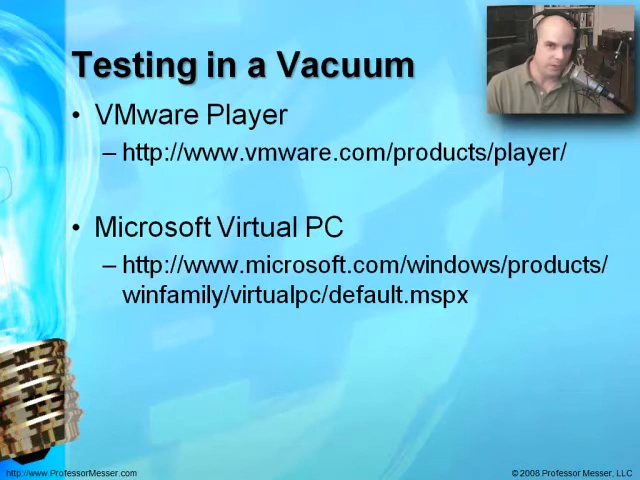 Testing in a Vacuum
• VMware Player
– http://www.vmware.com/products/player/
• Microsoft Virtual PC
– http://www.microsoft.com/windows/products/
winfamily/virtualpc/default.mspx
http://www.ProfessorMesser.com
© 2008 Professor Messer, LLC